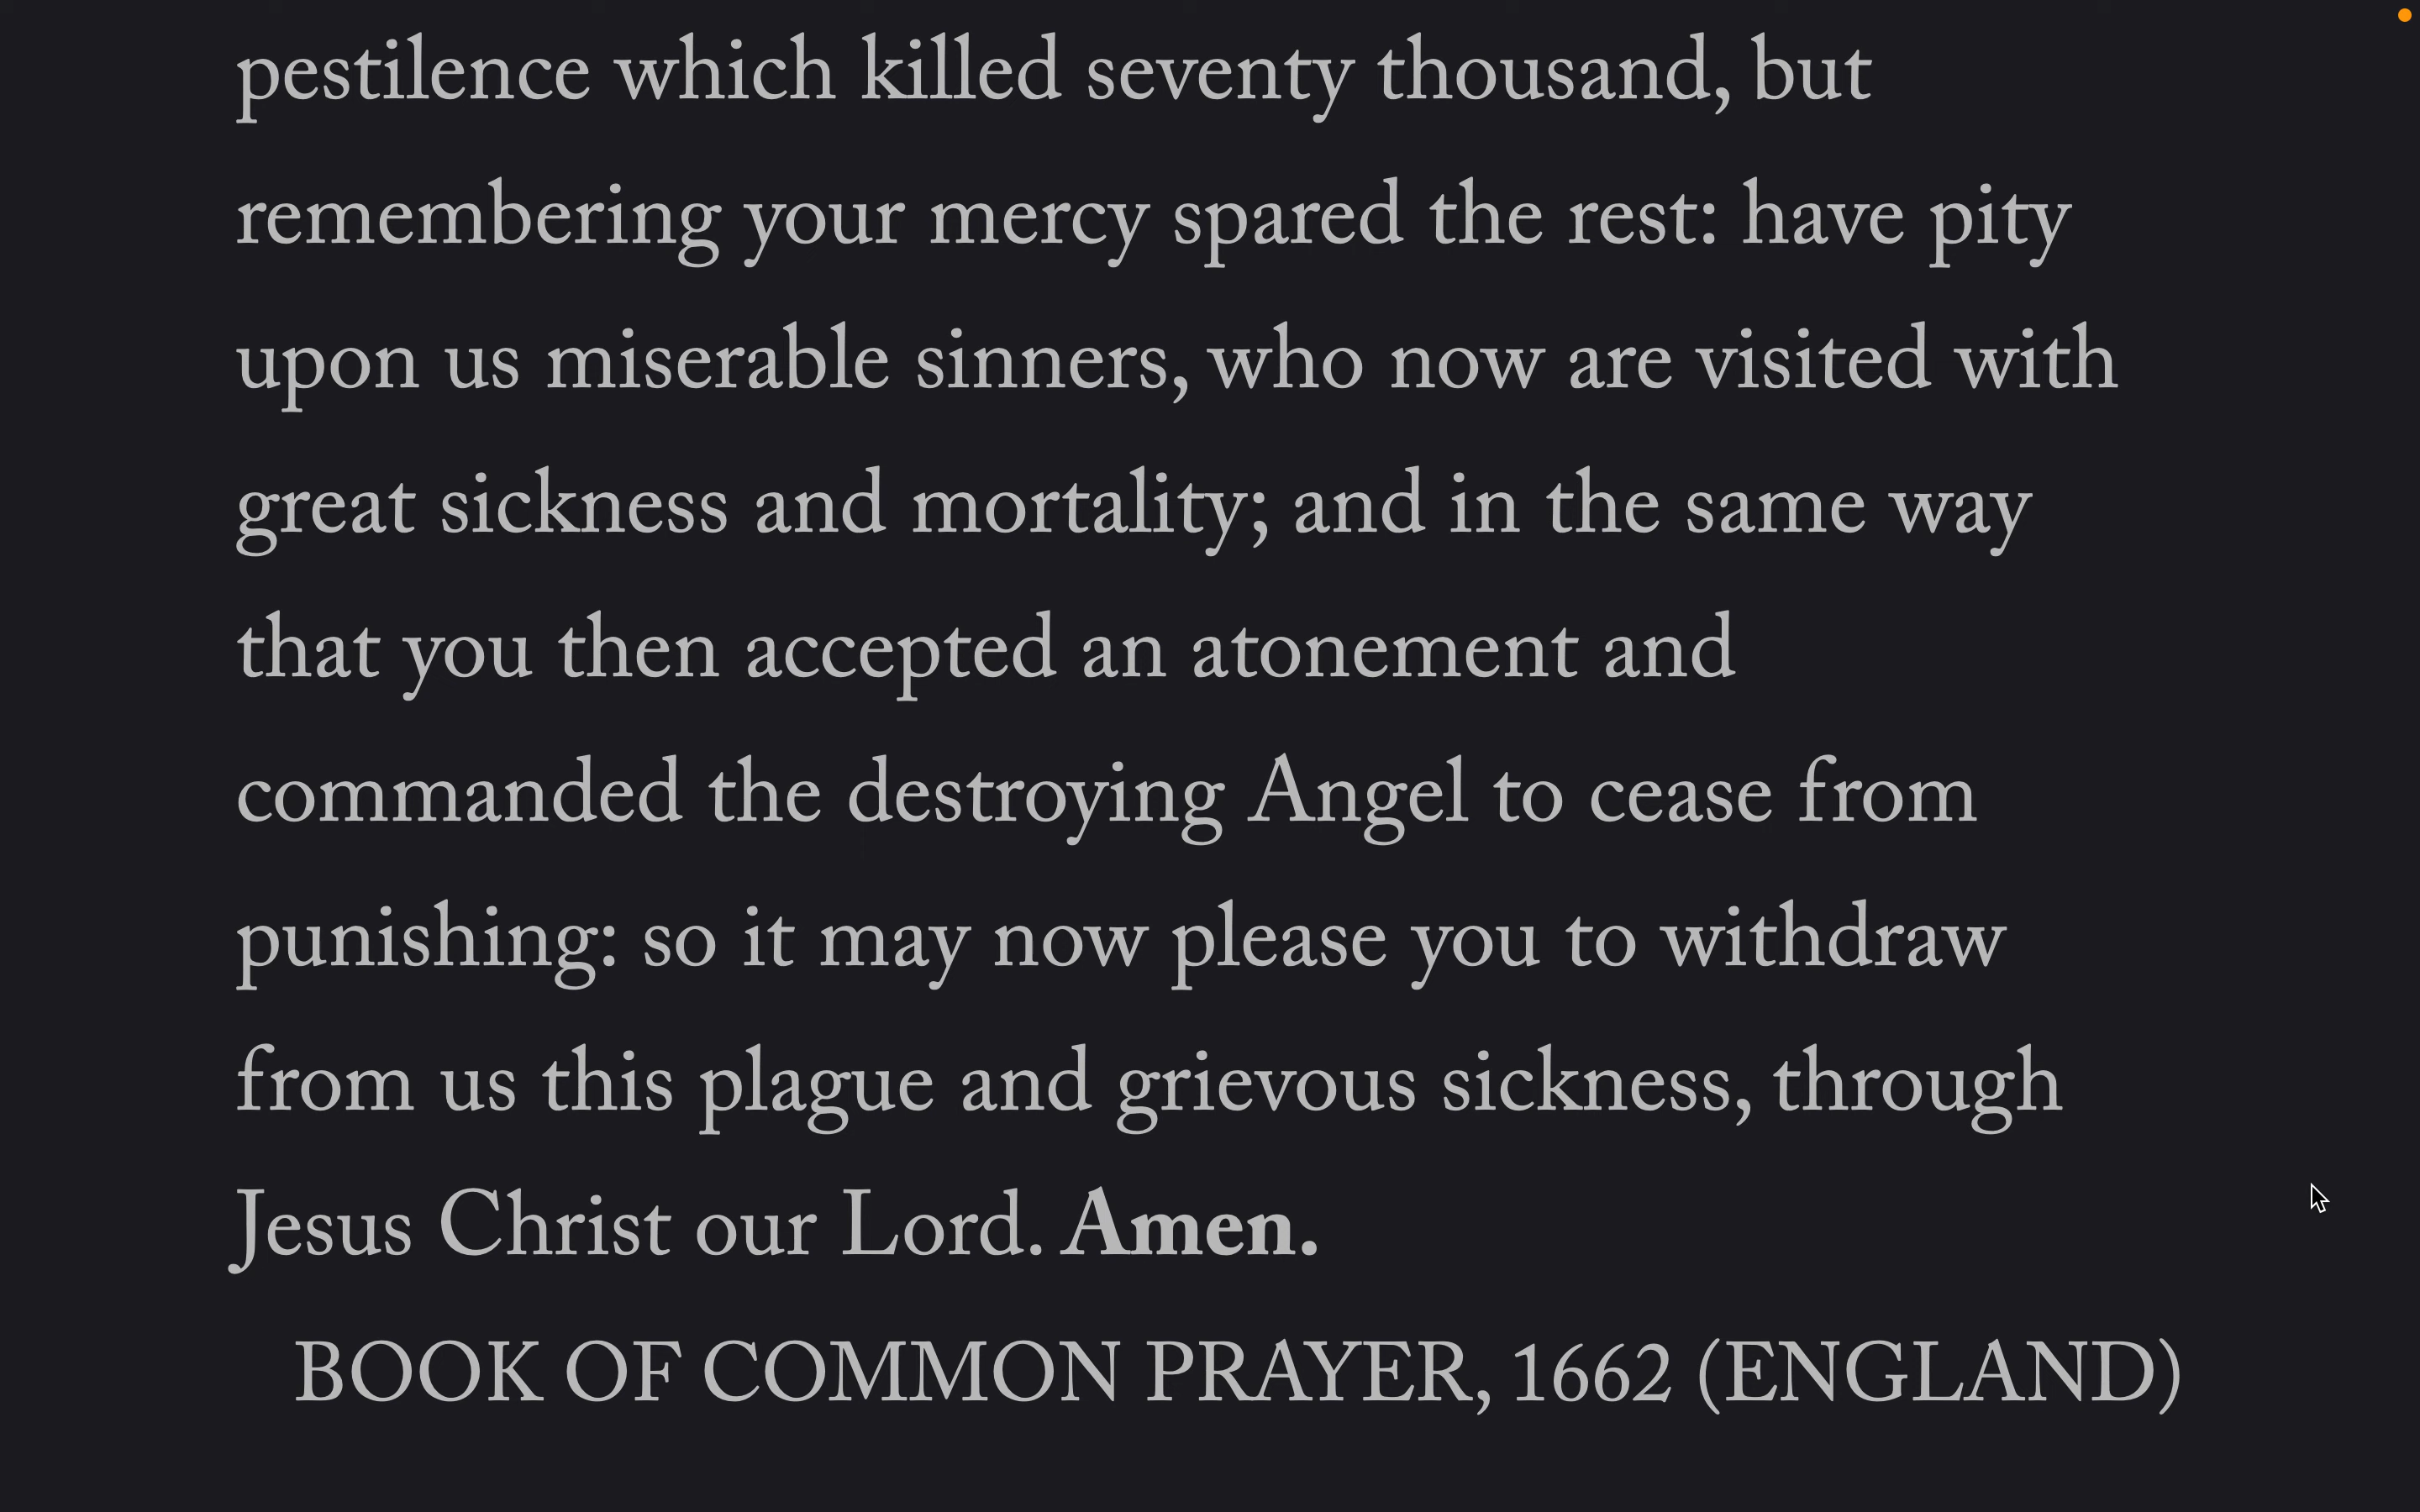 pestilence which killed seventy thousand, but
remembering your mercy spared the rest: have pity
upon us miserable sinners, who now are visited with
great sickness and mortality; and in the same way
that you then accepted an atonement and
commanded the destroying Angel to cease from
punishing: so it may now please you to withdraw
from us this plague and grievous sickness, through
Jesus Christ our Lord. Amen.
BOOK OF COMMON PRAYER, 1662 (ENGLAND)